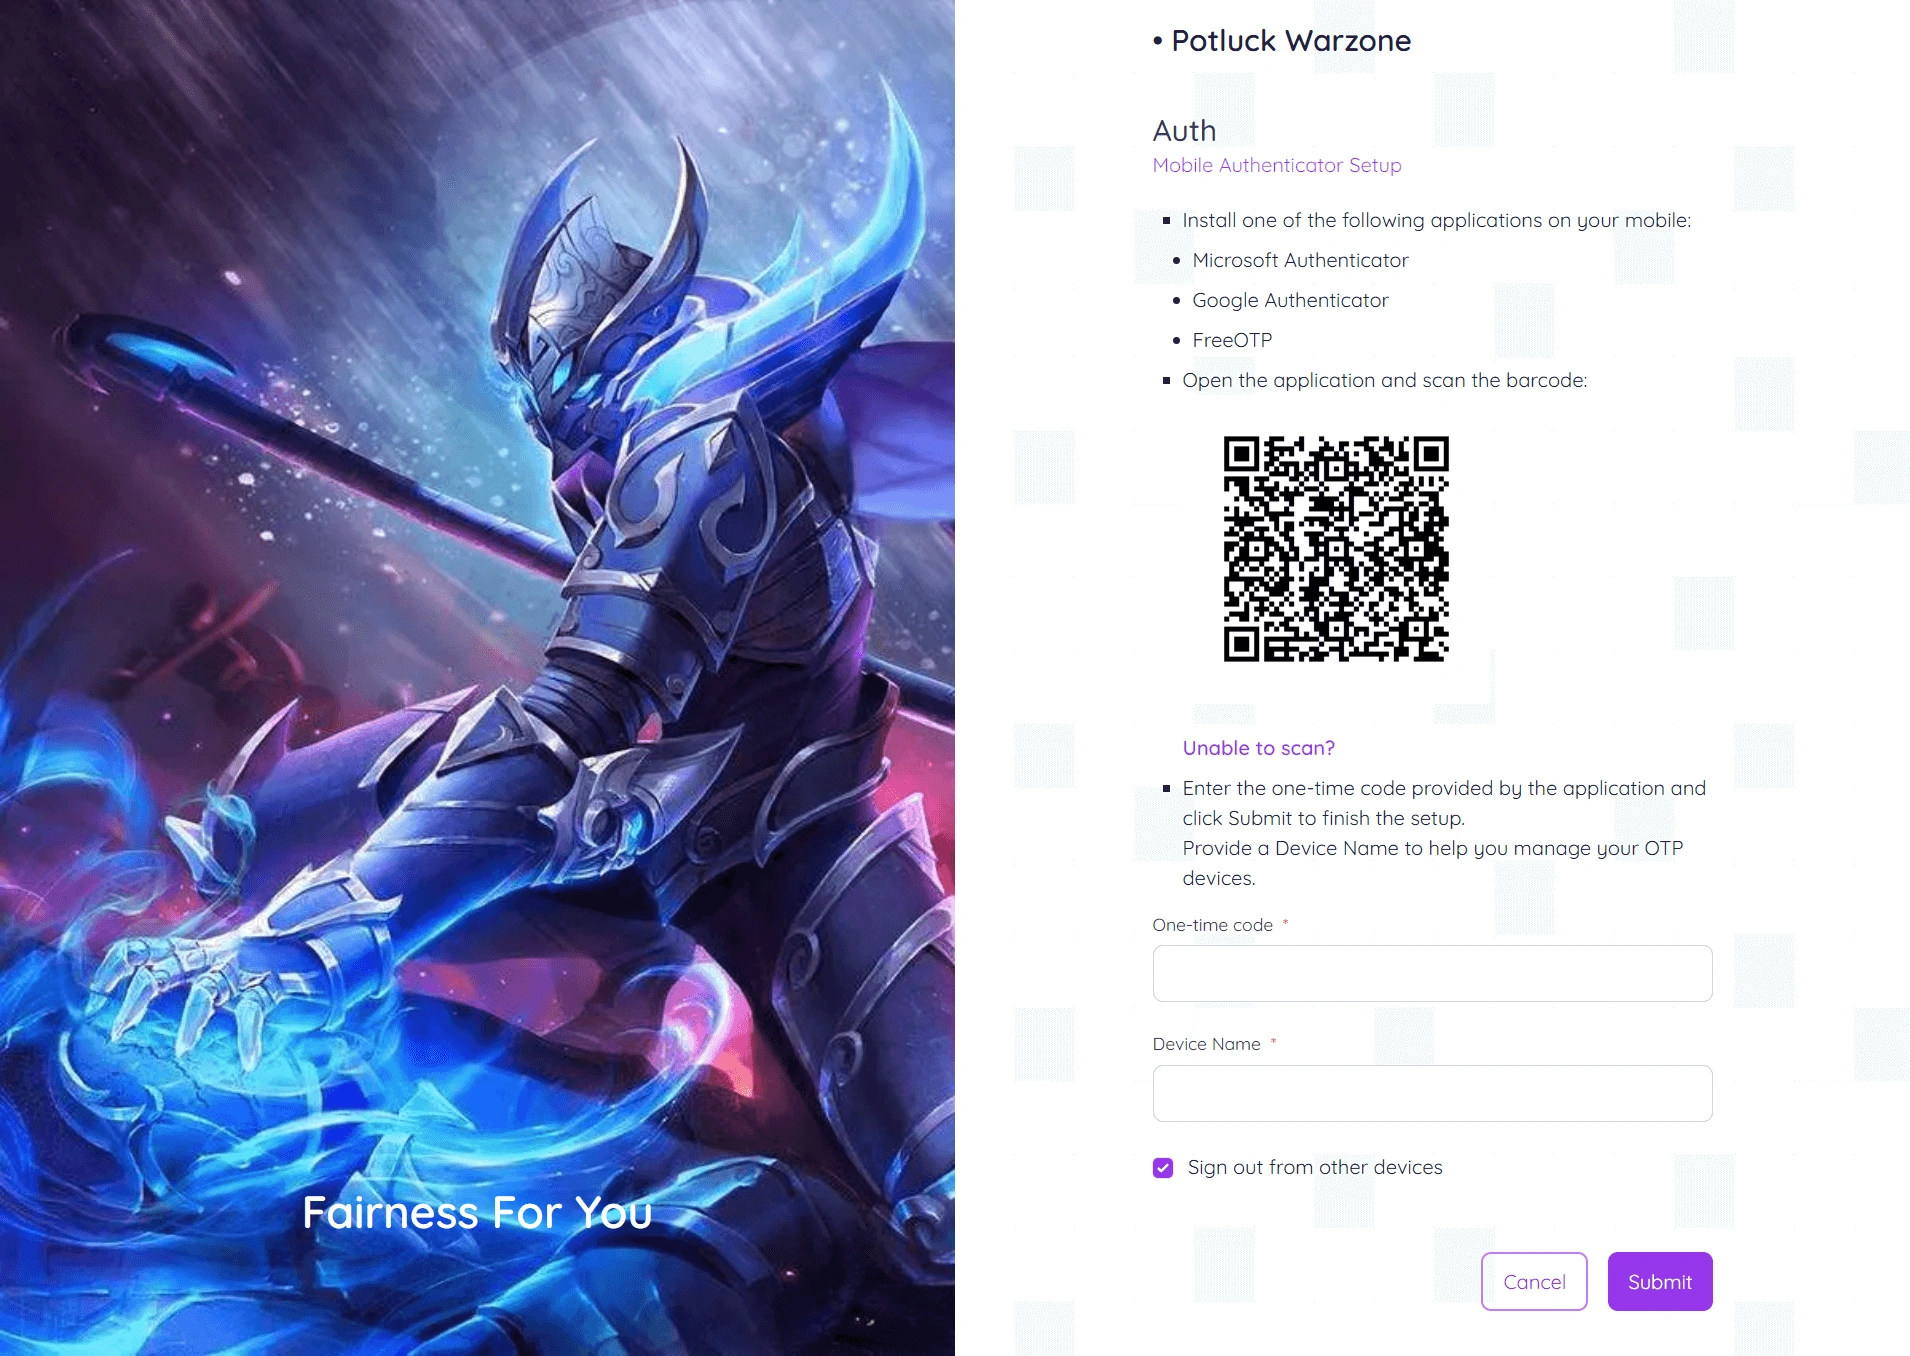 • Potluck Warzone
Auth
Mobile Authenticator Setup
Install one of the following applications on your mobile:
Microsoft Authenticator
Google Authenticator
FreeOTP
Open the application and scan the barcode:
Unable to scan?
Enter the one-time code provided by the application and
click Submit to finish the setup.
Provide a Device Name to help you manage your OTP
devices.
One-time code *
Device Name *
Sign out from other devices
Cancel
Submit
Fairness For You